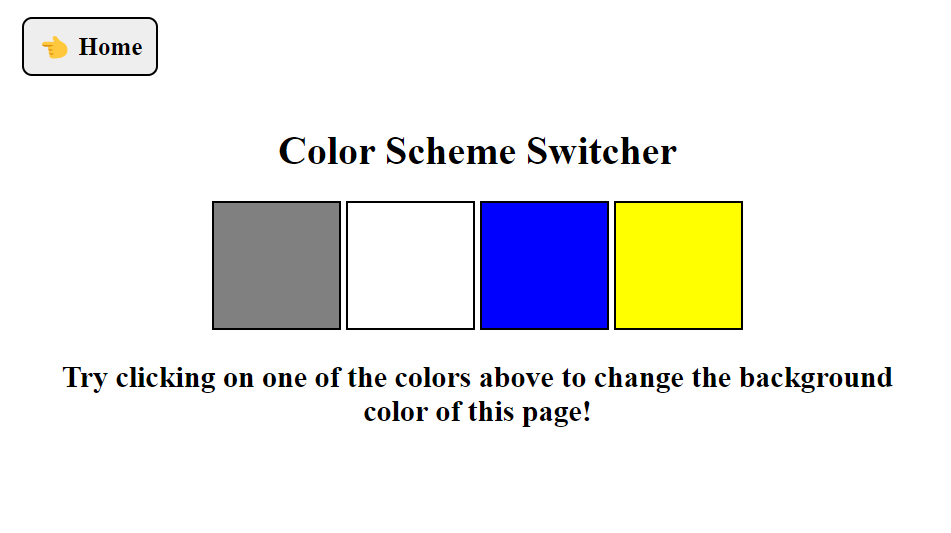 👈 Home
Color Scheme Switcher
Try clicking on one of the colors above to change the background
color of this page!